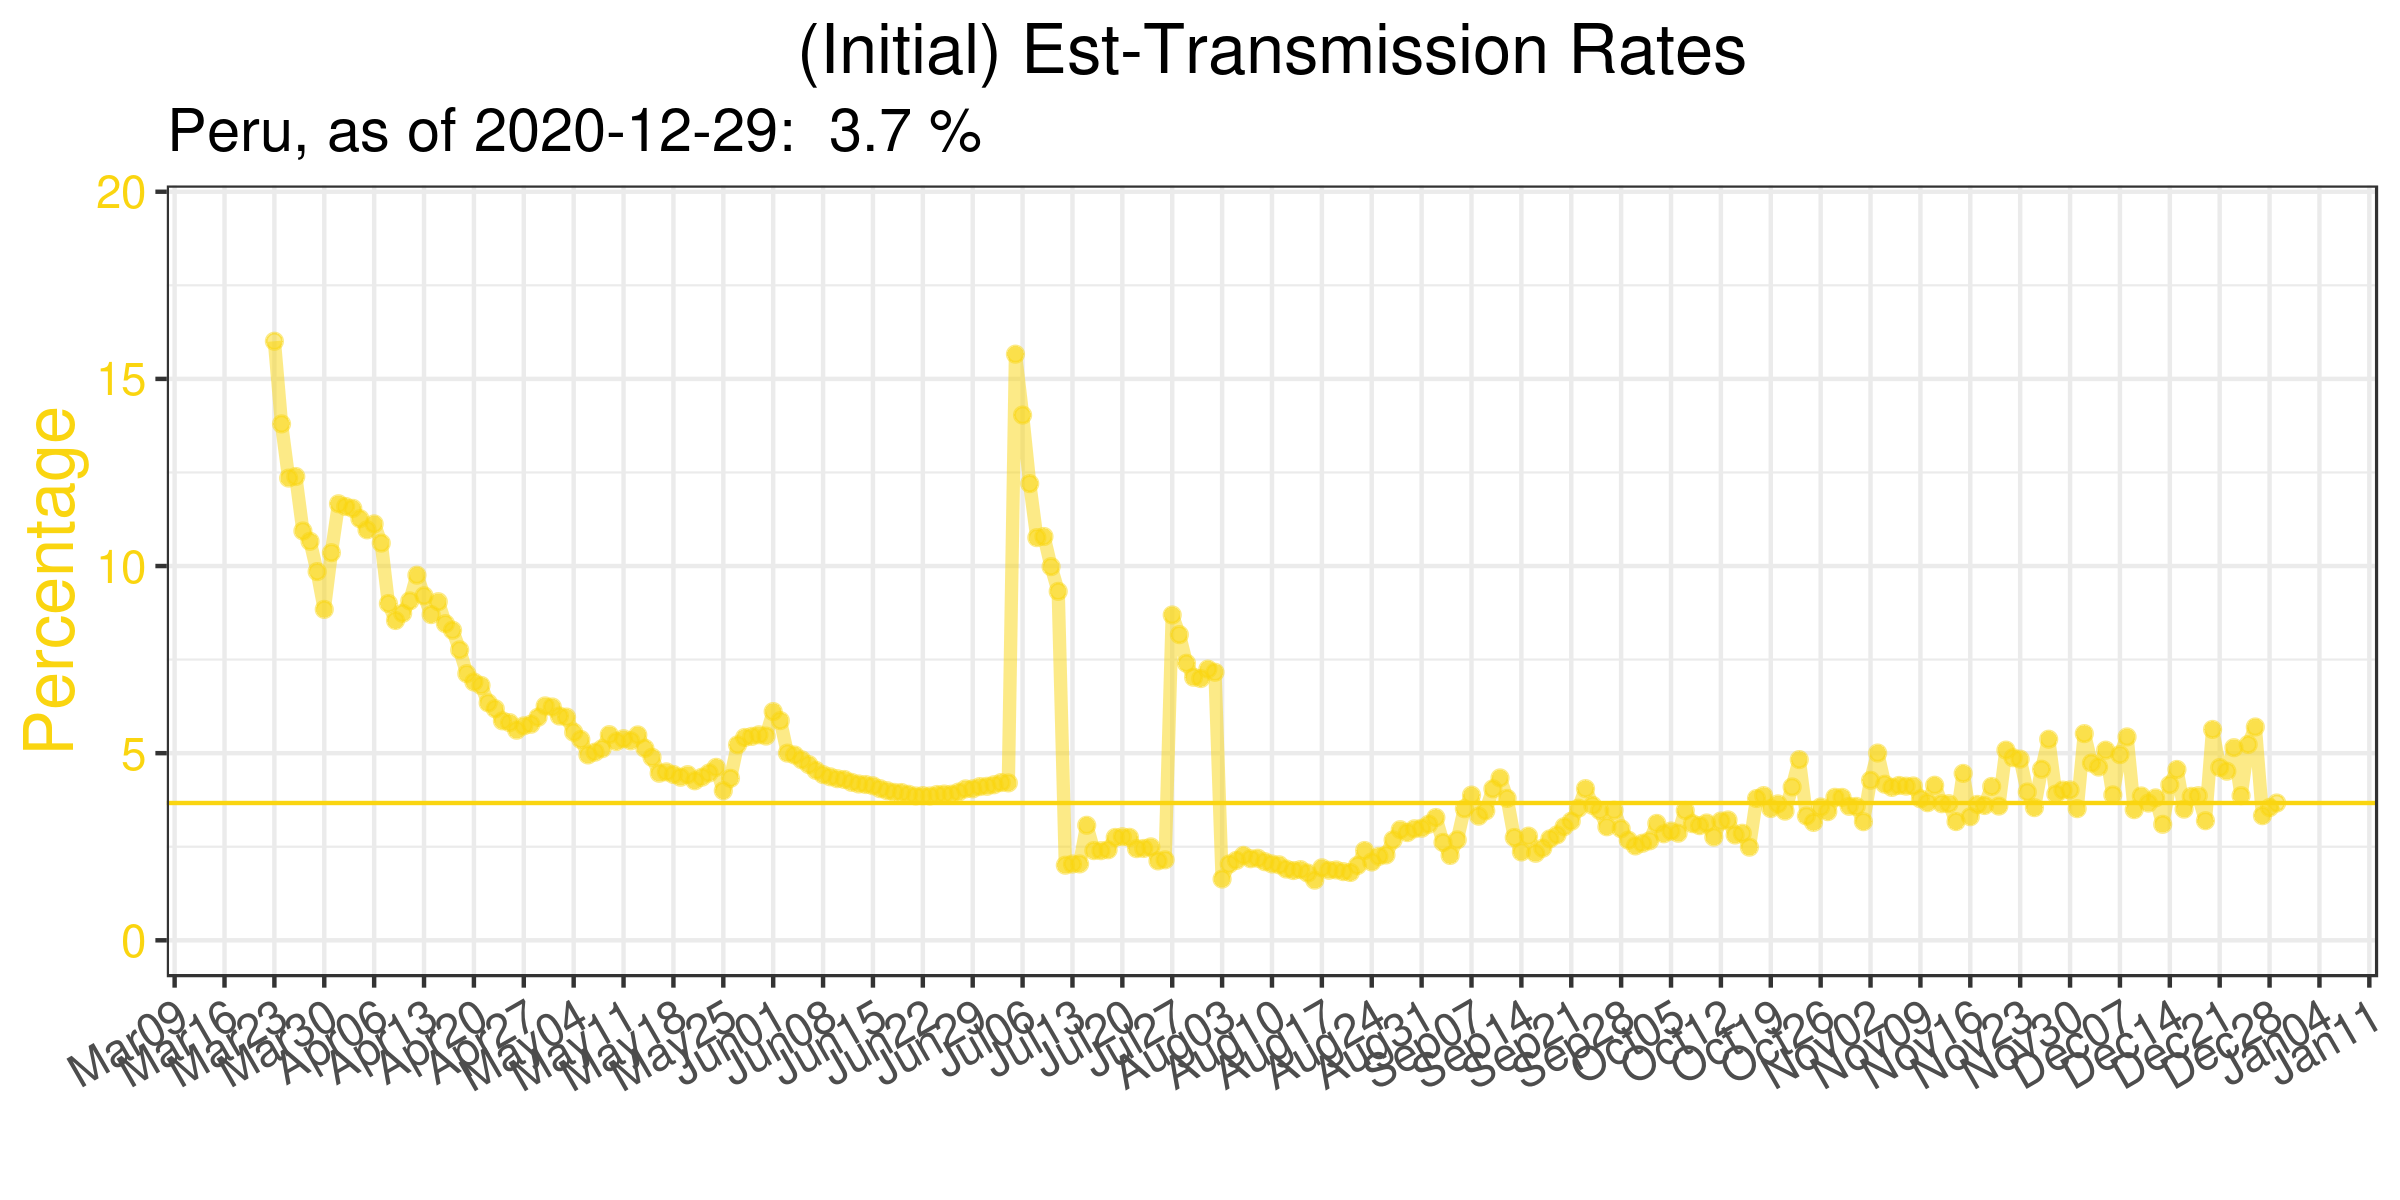 (Initial) Est-Transmission Rates
Peru, as of 2020-12-29: 3.7 %
Percentage
20
15
10
5
0
Mar09 Mar16 Mar23 Mar30 Apr06 Apr13 Apr20 Apr27 May04 May11 May18 May25 Jun01 Jun08 Jun15 Jun22 Jun29 Jul06 Jul13 Jul20 Jul27 Aug03 Aug10 Aug17 Aug24 Aug31 Sep07 Sep14 Sep21 Sep28 Oct05 Oct12 Oct19 Oct26 Nov02 Nov09 Nov16 Nov23 Nov30 Dec07 Dec14 Dec21 Dec28 Jan04 Jan11